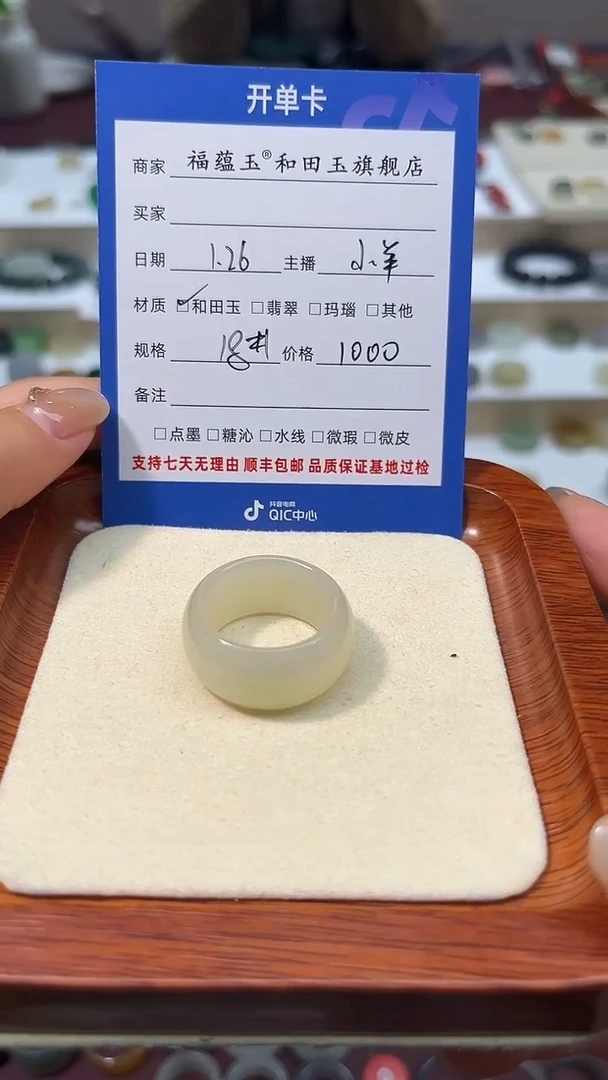 开单卡
商家 福蕴玉®和田玉旗舰店
买家
日期 1.26 主播 小羊
材质 ☑和田玉 □翡翠 □玛瑙 □其他
规格 18# 价格 1000
备注
□点墨 □糖沁 □水线 □微瑕 □微皮
支持七天无理由 顺丰包邮 品质保证基地过检
抖音电商
QIC中心